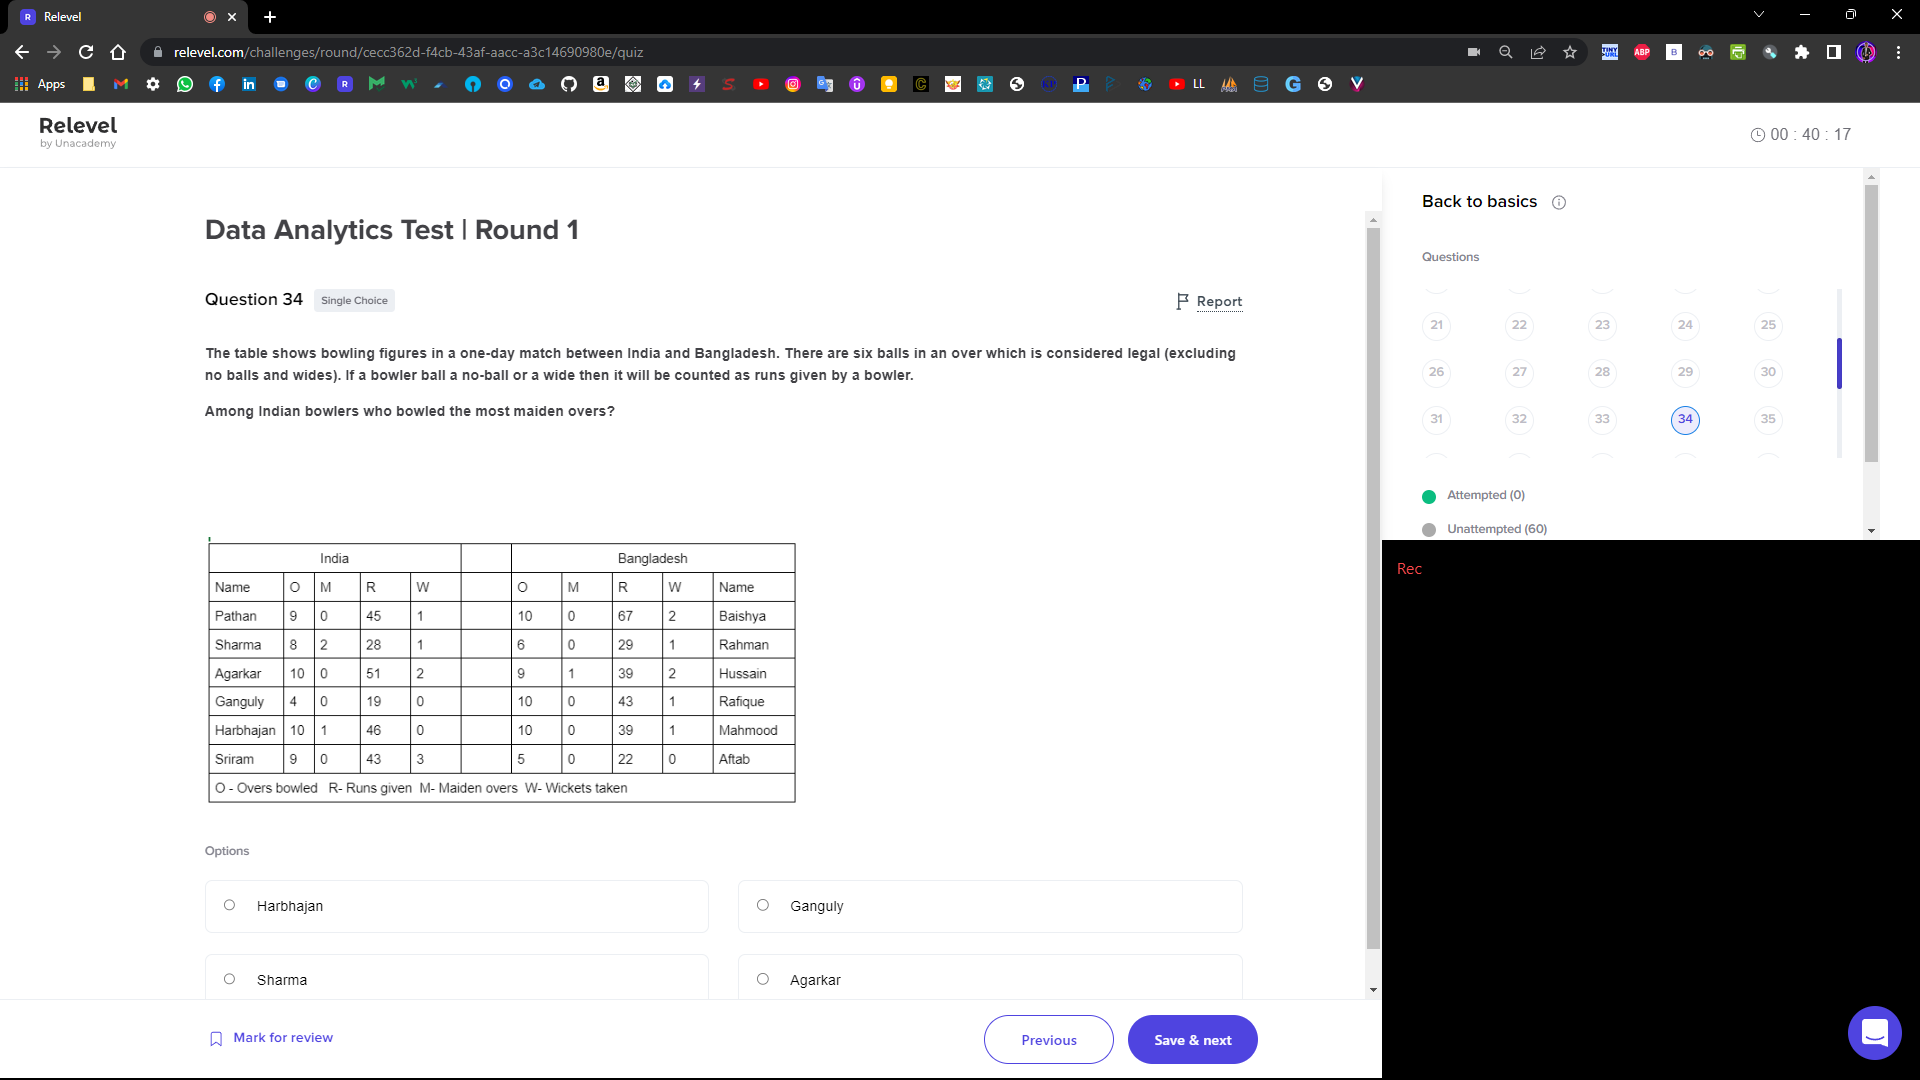 Relevel
relevel.com/challenges/round/cecc362d-f4cb-43af-aacc-a3c14690980e/quiz
Apps
LL
Relevel
by Unacademy
00 : 40 : 17
Data Analytics Test | Round 1
Question 34 Single Choice
Report
The table shows bowling figures in a one-day match between India and Bangladesh. There are six balls in an over which is considered legal (excluding
no balls and wides). If a bowler ball a no-ball or a wide then it will be counted as runs given by a bowler.
Among Indian bowlers who bowled the most maiden overs?
India Bangladesh
Name O M R W O M R W Name
Pathan 9 0 45 1 10 0 67 2 Baishya
Sharma 8 2 28 1 6 0 29 1 Rahman
Agarkar 10 0 51 2 9 1 39 2 Hussain
Ganguly 4 0 19 0 10 0 43 1 Rafique
Harbhajan 10 1 46 0 10 0 39 1 Mahmood
Sriram 9 0 43 3 5 0 22 0 Aftab
O - Overs bowled R- Runs given M- Maiden overs W- Wickets taken
Options
Harbhajan
Ganguly
Sharma
Agarkar
Mark for review
Previous
Save & next
Back to basics
Questions
21 22 23 24 25
26 27 28 29 30
31 32 33 34 35
Attempted (0)
Unattempted (60)
Rec